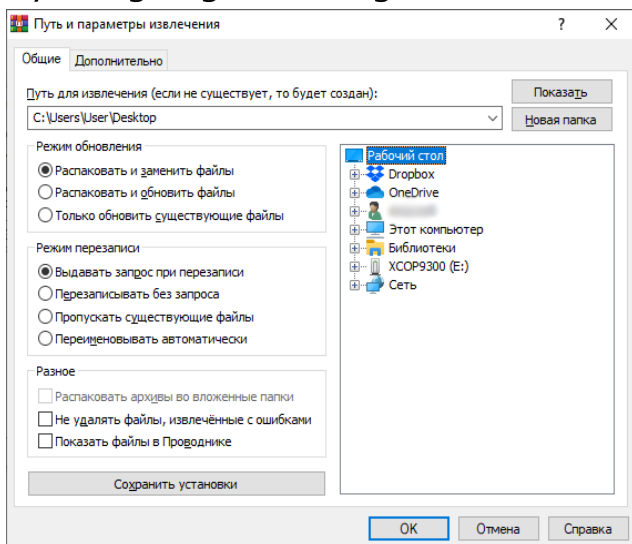 Путь и параметры извлечения
?
Общие Дополнительно
Путь для извлечения (если не существует, то будет создан):
Показать
C:\Users\User\Desktop
Новая папка
Режим обновления
Распаковать и заменить файлы
Распаковать и обновить файлы
Только обновить существующие файлы
Режим перезаписи
Выдавать запрос при перезаписи
Перезаписывать без запроса
Пропускать существующие файлы
Переименовывать автоматически
Разное
Распаковать архивы во вложенные папки
Не удалять файлы, извлечённые с ошибками
Показать файлы в Проводнике
Сохранить установки
Рабочий стол
Dropbox
OneDrive
Этот компьютер
Библиотеки
XCOP9300 (E:)
Сеть
OK Отмена Справка